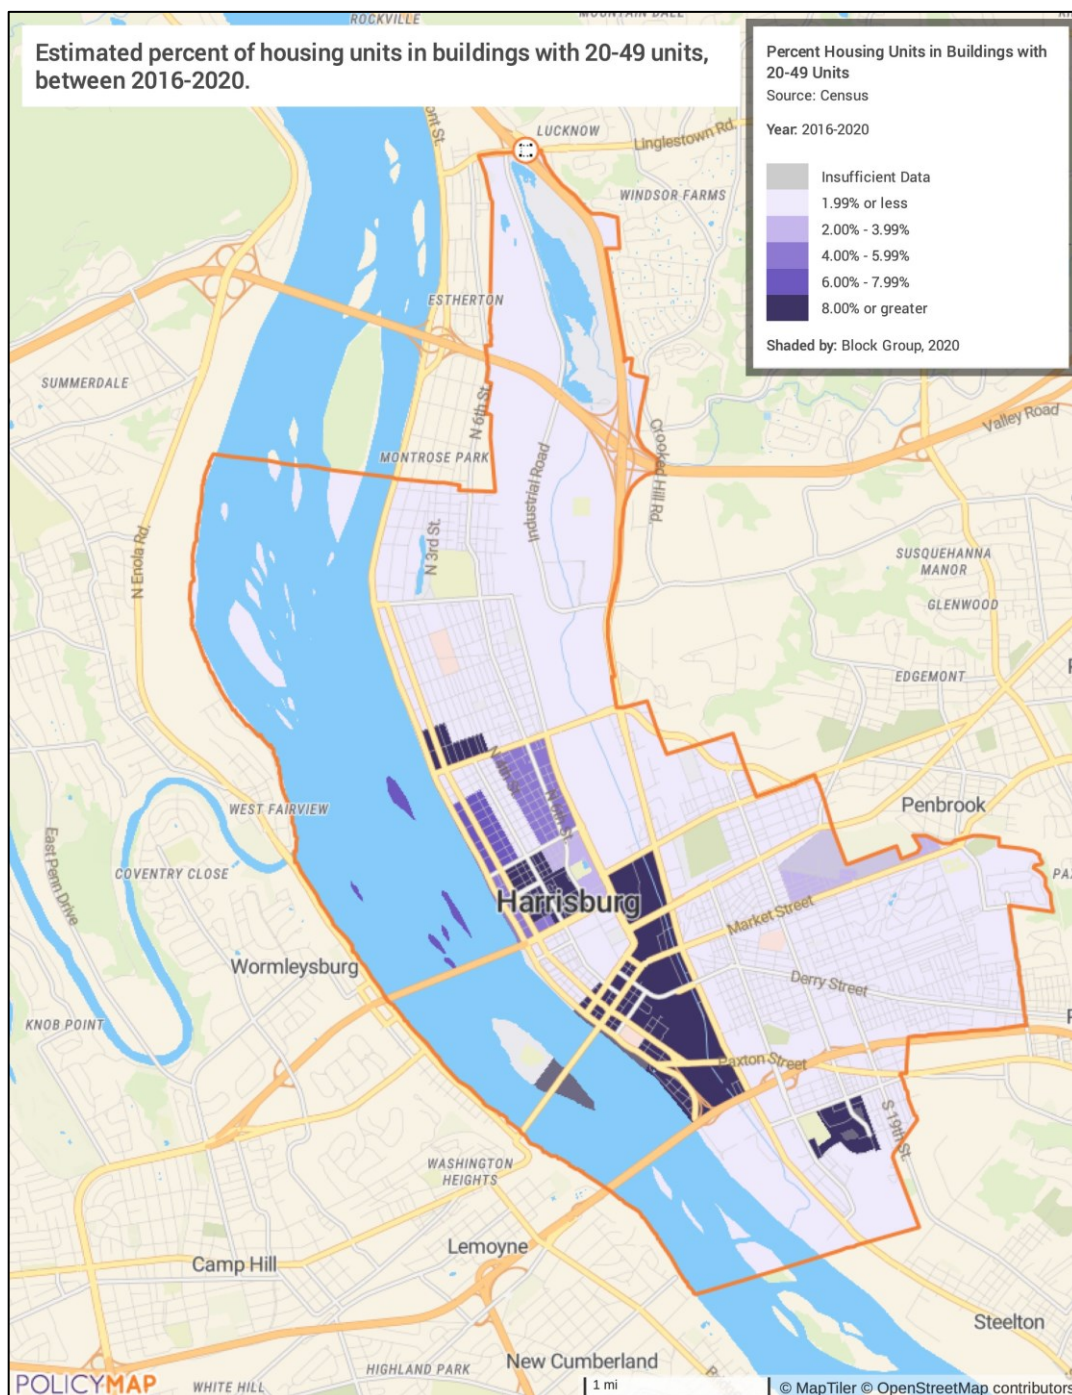 ROCKVILLE
MOUNTAIN DALE
Estimated percent of housing units in buildings with 20-49 units,
between 2016-2020.
Percent Housing Units in Buildings with
20-49 Units
Source: Census
Year: 2016-2020
Insufficient Data
1.99% or less
2.00% - 3.99%
4.00% - 5.99%
6.00% - 7.99%
8.00% or greater
Shaded by: Block Group, 2020
ont St.
LUCKNOW
Linglestown Rd.
WINDSOR FARMS
ESTHERTON
SUMMERDALE
N 6th St.
Valley Road
Crooked Hill Rd.
MONTROSE PARK
Industrial Road
N Enola Rd.
N 3rd St.
SUSQUEHANNA
MANOR
GLENWOOD
EDGEMONT
WEST FAIRVIEW
Penbrook
East Penn Drive
COVENTRY CLOSE
PAX
Harrisburg
Market Street
Wormleysburg
Derry Street
KNOB POINT
Paxton Street
S 19th St.
WASHINGTON
HEIGHTS
Lemoyne
Camp Hill
Steelton
New Cumberland
HIGHLAND PARK
WHITE HILL
POLICYMAP
1 mi
© MapTiler © OpenStreetMap contributors